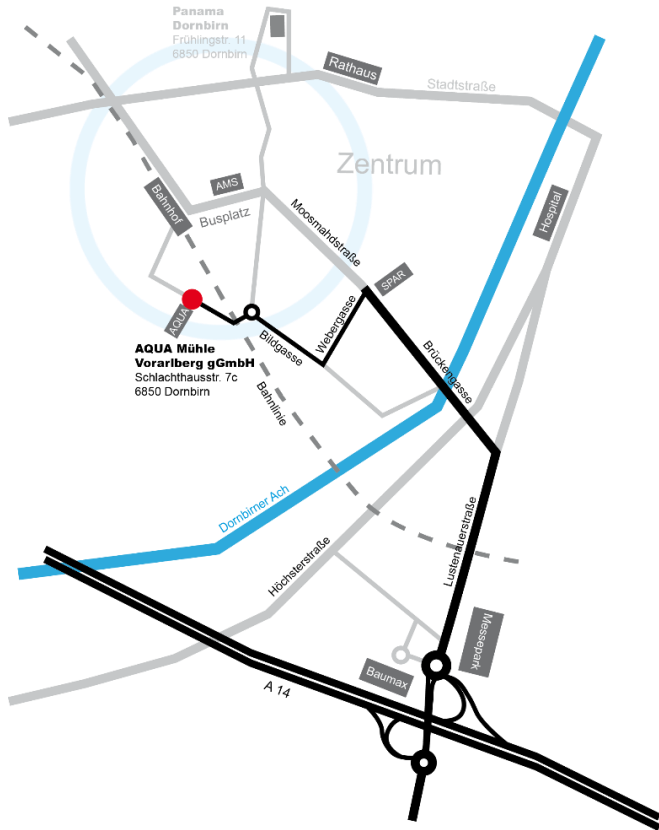 Panama
Dornbirn
Frühlingstr. 11
6850 Dornbirn
Rathaus
Stadtstraße
Zentrum
AMS
Bahnhof
Busplatz
Hospital
Moosmahdstraße
SPAR
AQUA
Webergasse
Bildgasse
AQUA Mühle
Vorarlberg gGmbH
Schlachthausstr. 7c
6850 Dornbirn
Brückengasse
Bahnlinie
Dornbirner Ach
Höchsterstraße
Lustenauerstraße
Messepark
Baumax
A 14